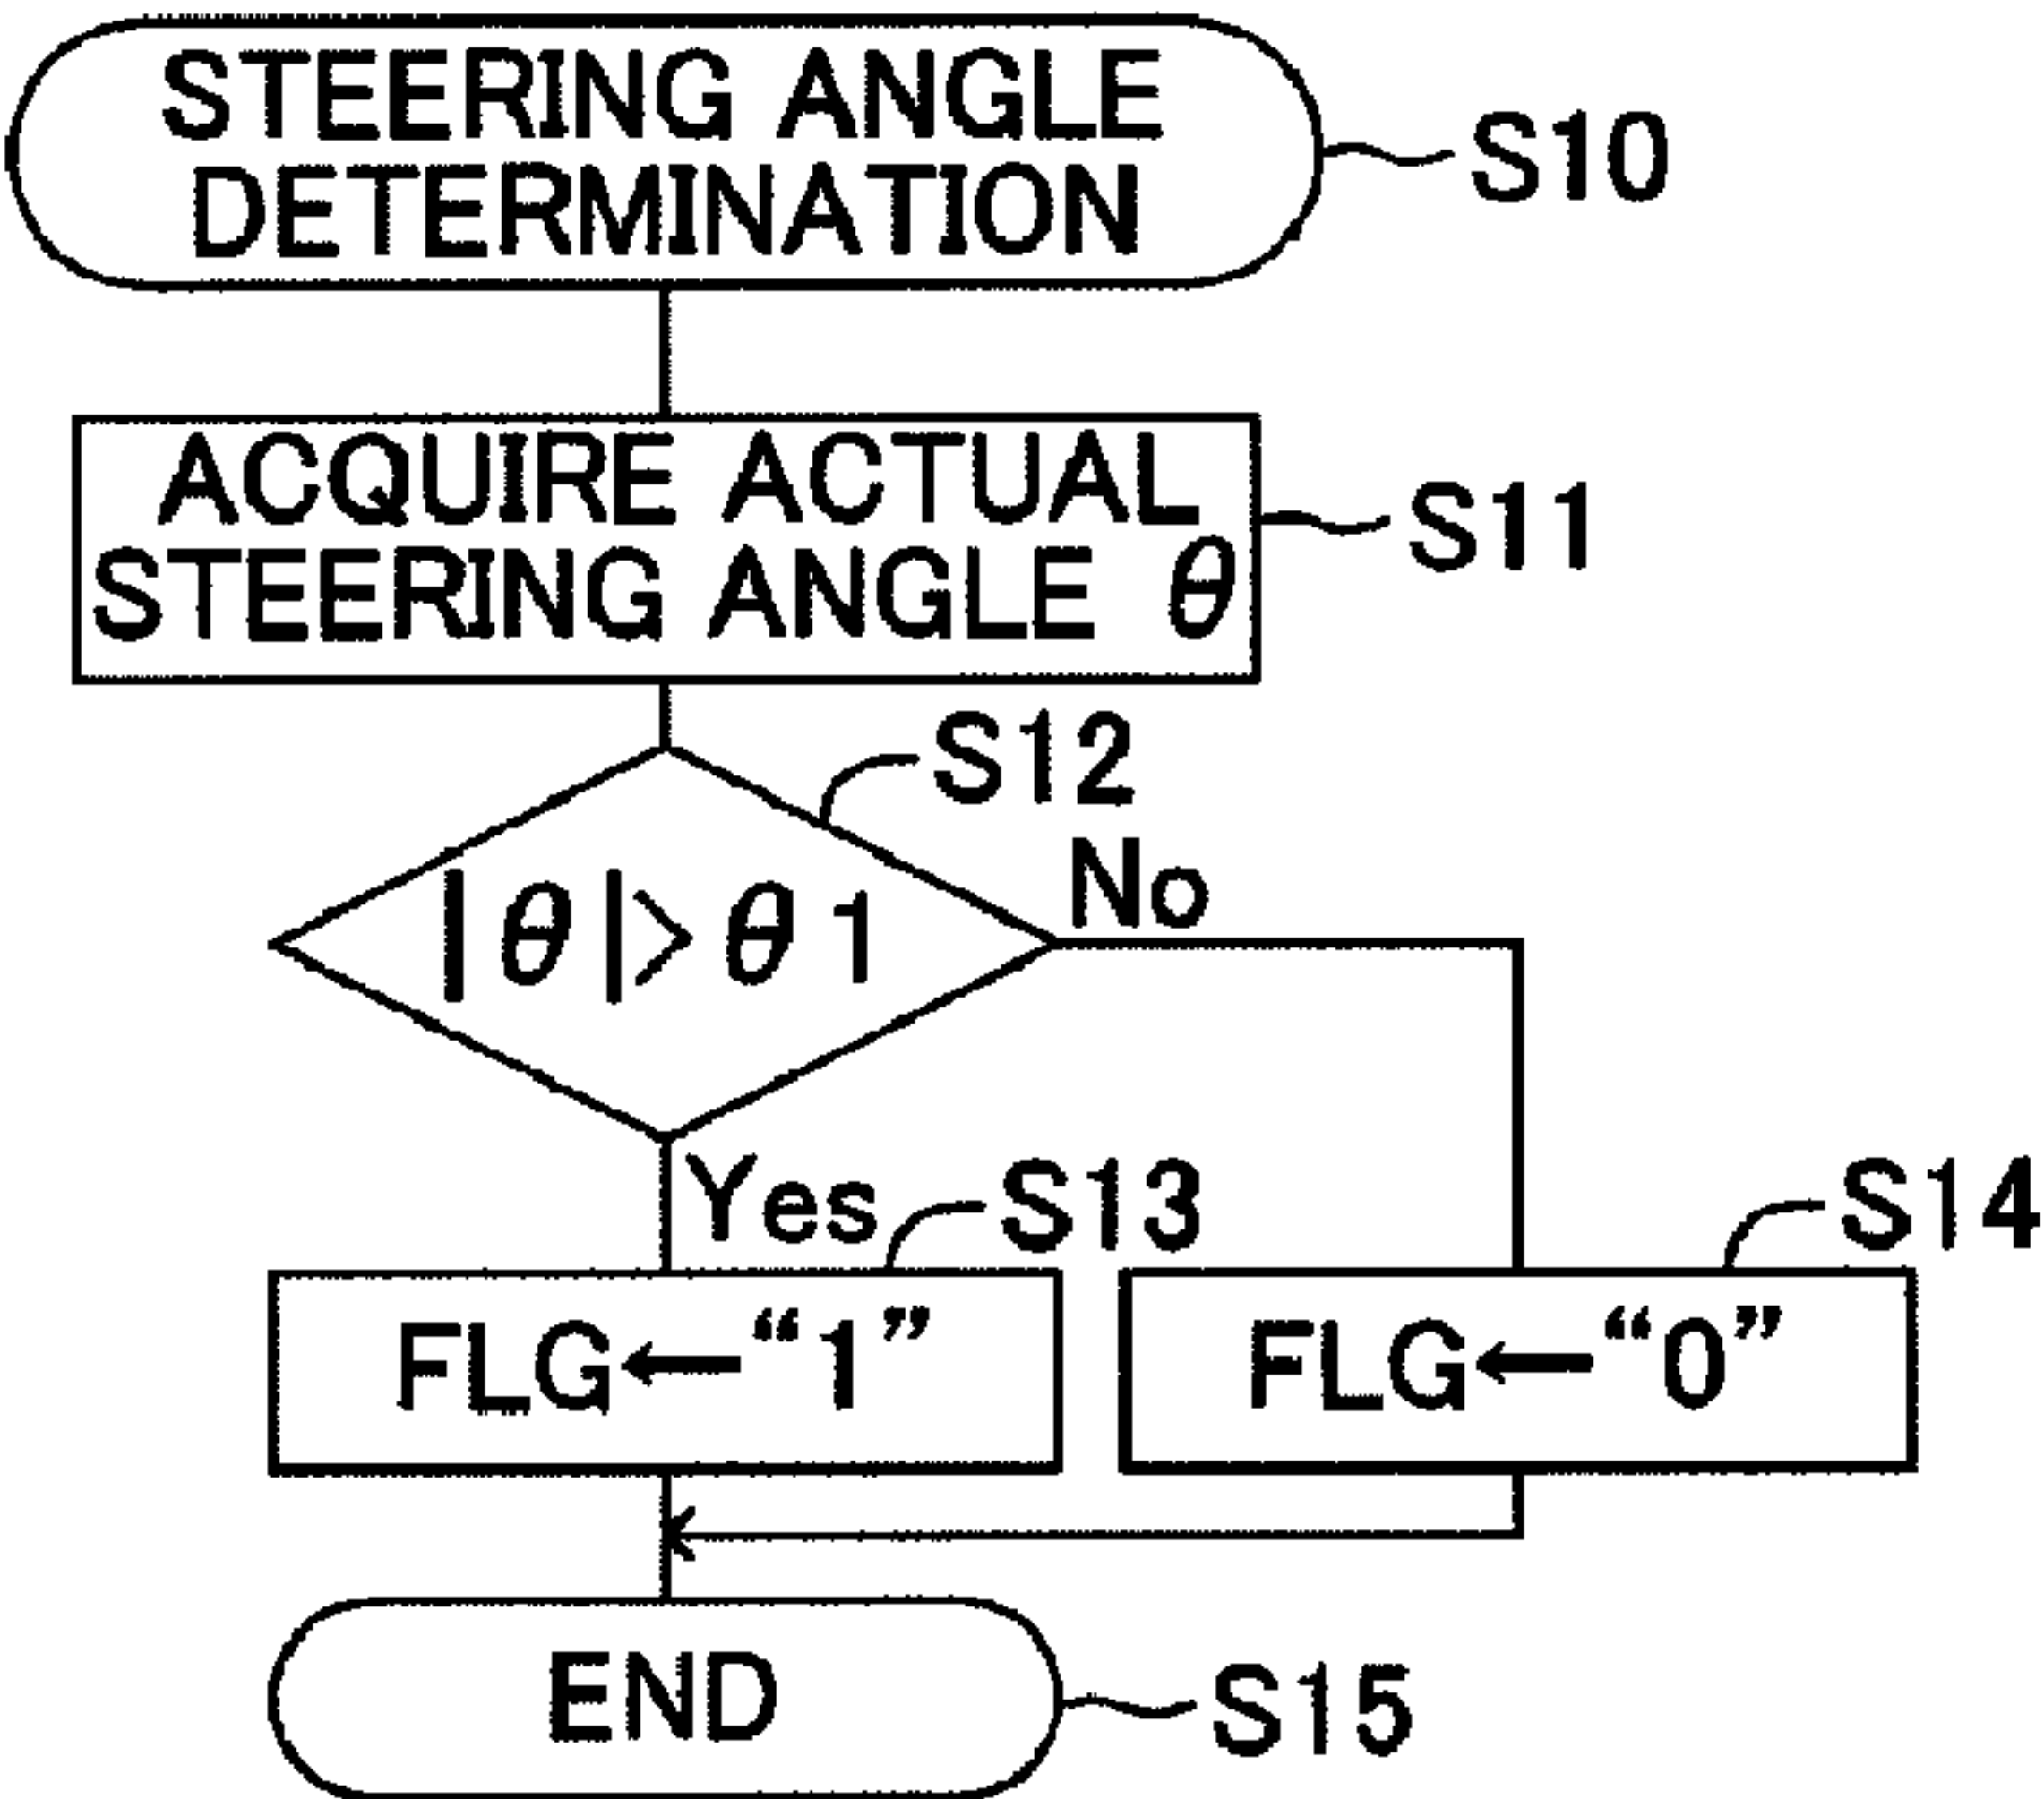 STEERING ANGLE
DETERMINATION
S10
ACQUIRE ACTUAL
STEERING ANGLE θ
S11
S12
|θ|>θ1
No
Yes
S13
S14
FLG←“1”
FLG←“0”
END
S15